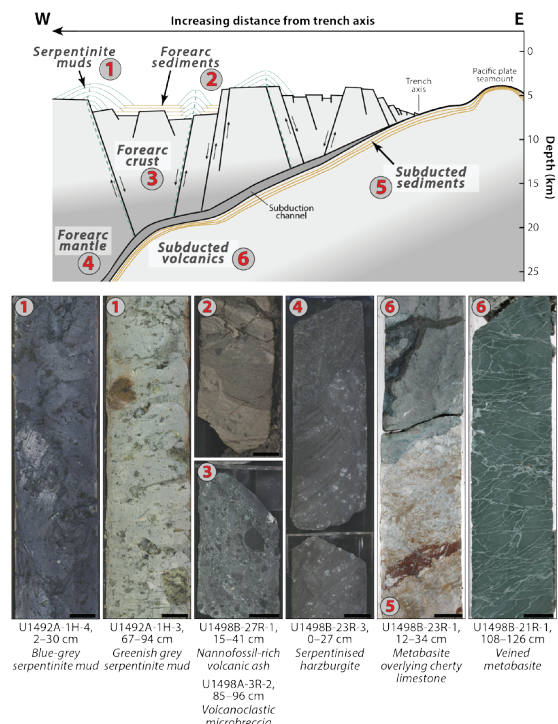 W
Increasing distance from trench axis
E
Serpentinite
muds
1
Forearc
sediments
2
Trench
axis
Pacific plate
seamount
0
5
10
15
20
25
Depth (km)
Forearc
crust
3
Subducted
sediments
5
Subduction
channel
Forearc
mantle
4
Subducted
volcanics
6
1
1
2
3
4
6
5
6
U1492A-1H-4,
2–30 cm
Blue-grey
serpentinite mud
U1492A-1H-3,
67–94 cm
Greenish grey
serpentinite mud
U1498B-27R-1,
15–41 cm
Nannofossil-rich
volcanic ash
U1498A-3R-2,
85–96 cm
Volcanoclastic
microbreccia
U1498B-23R-3,
0–27 cm
Serpentinised
harzburgite
U1498B-23R-1,
12–34 cm
Metabasite
overlying cherty
limestone
U1498B-21R-1,
108–126 cm
Veined
metabasite